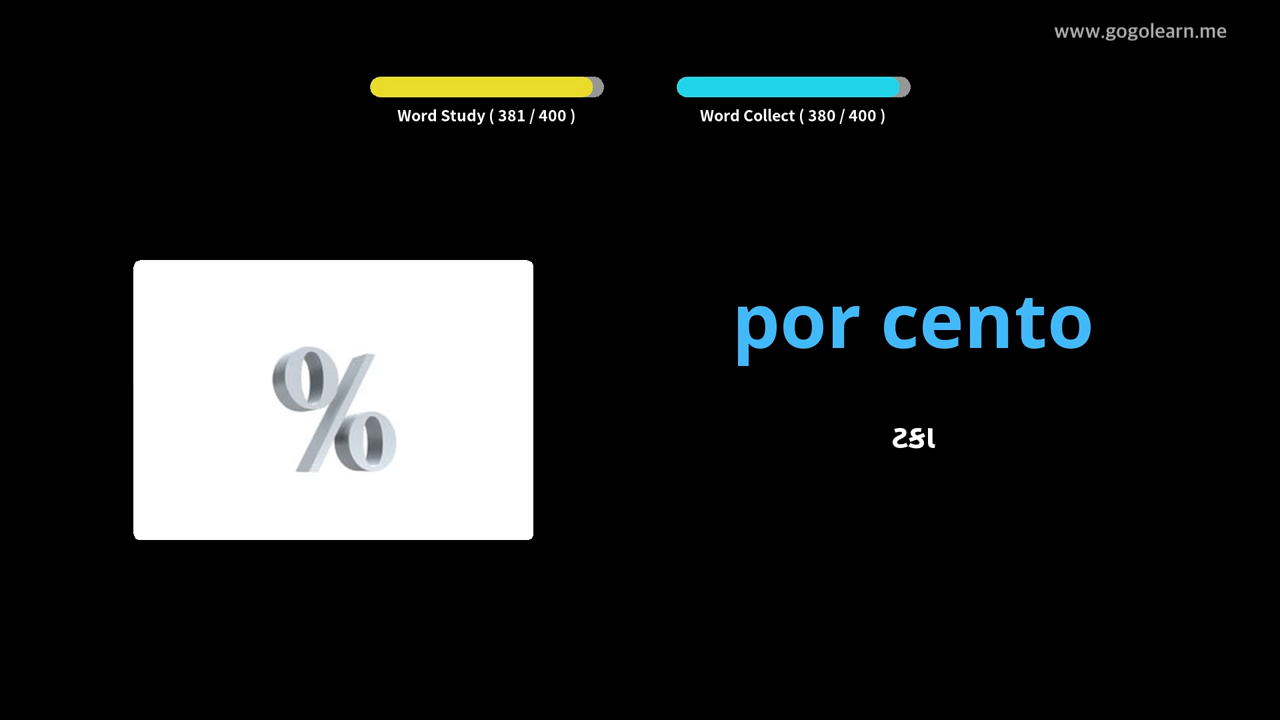 www.gogolearn.me
Word Study ( 381 / 400 )
Word Collect ( 380 / 400 )
%
por cento
ટકા